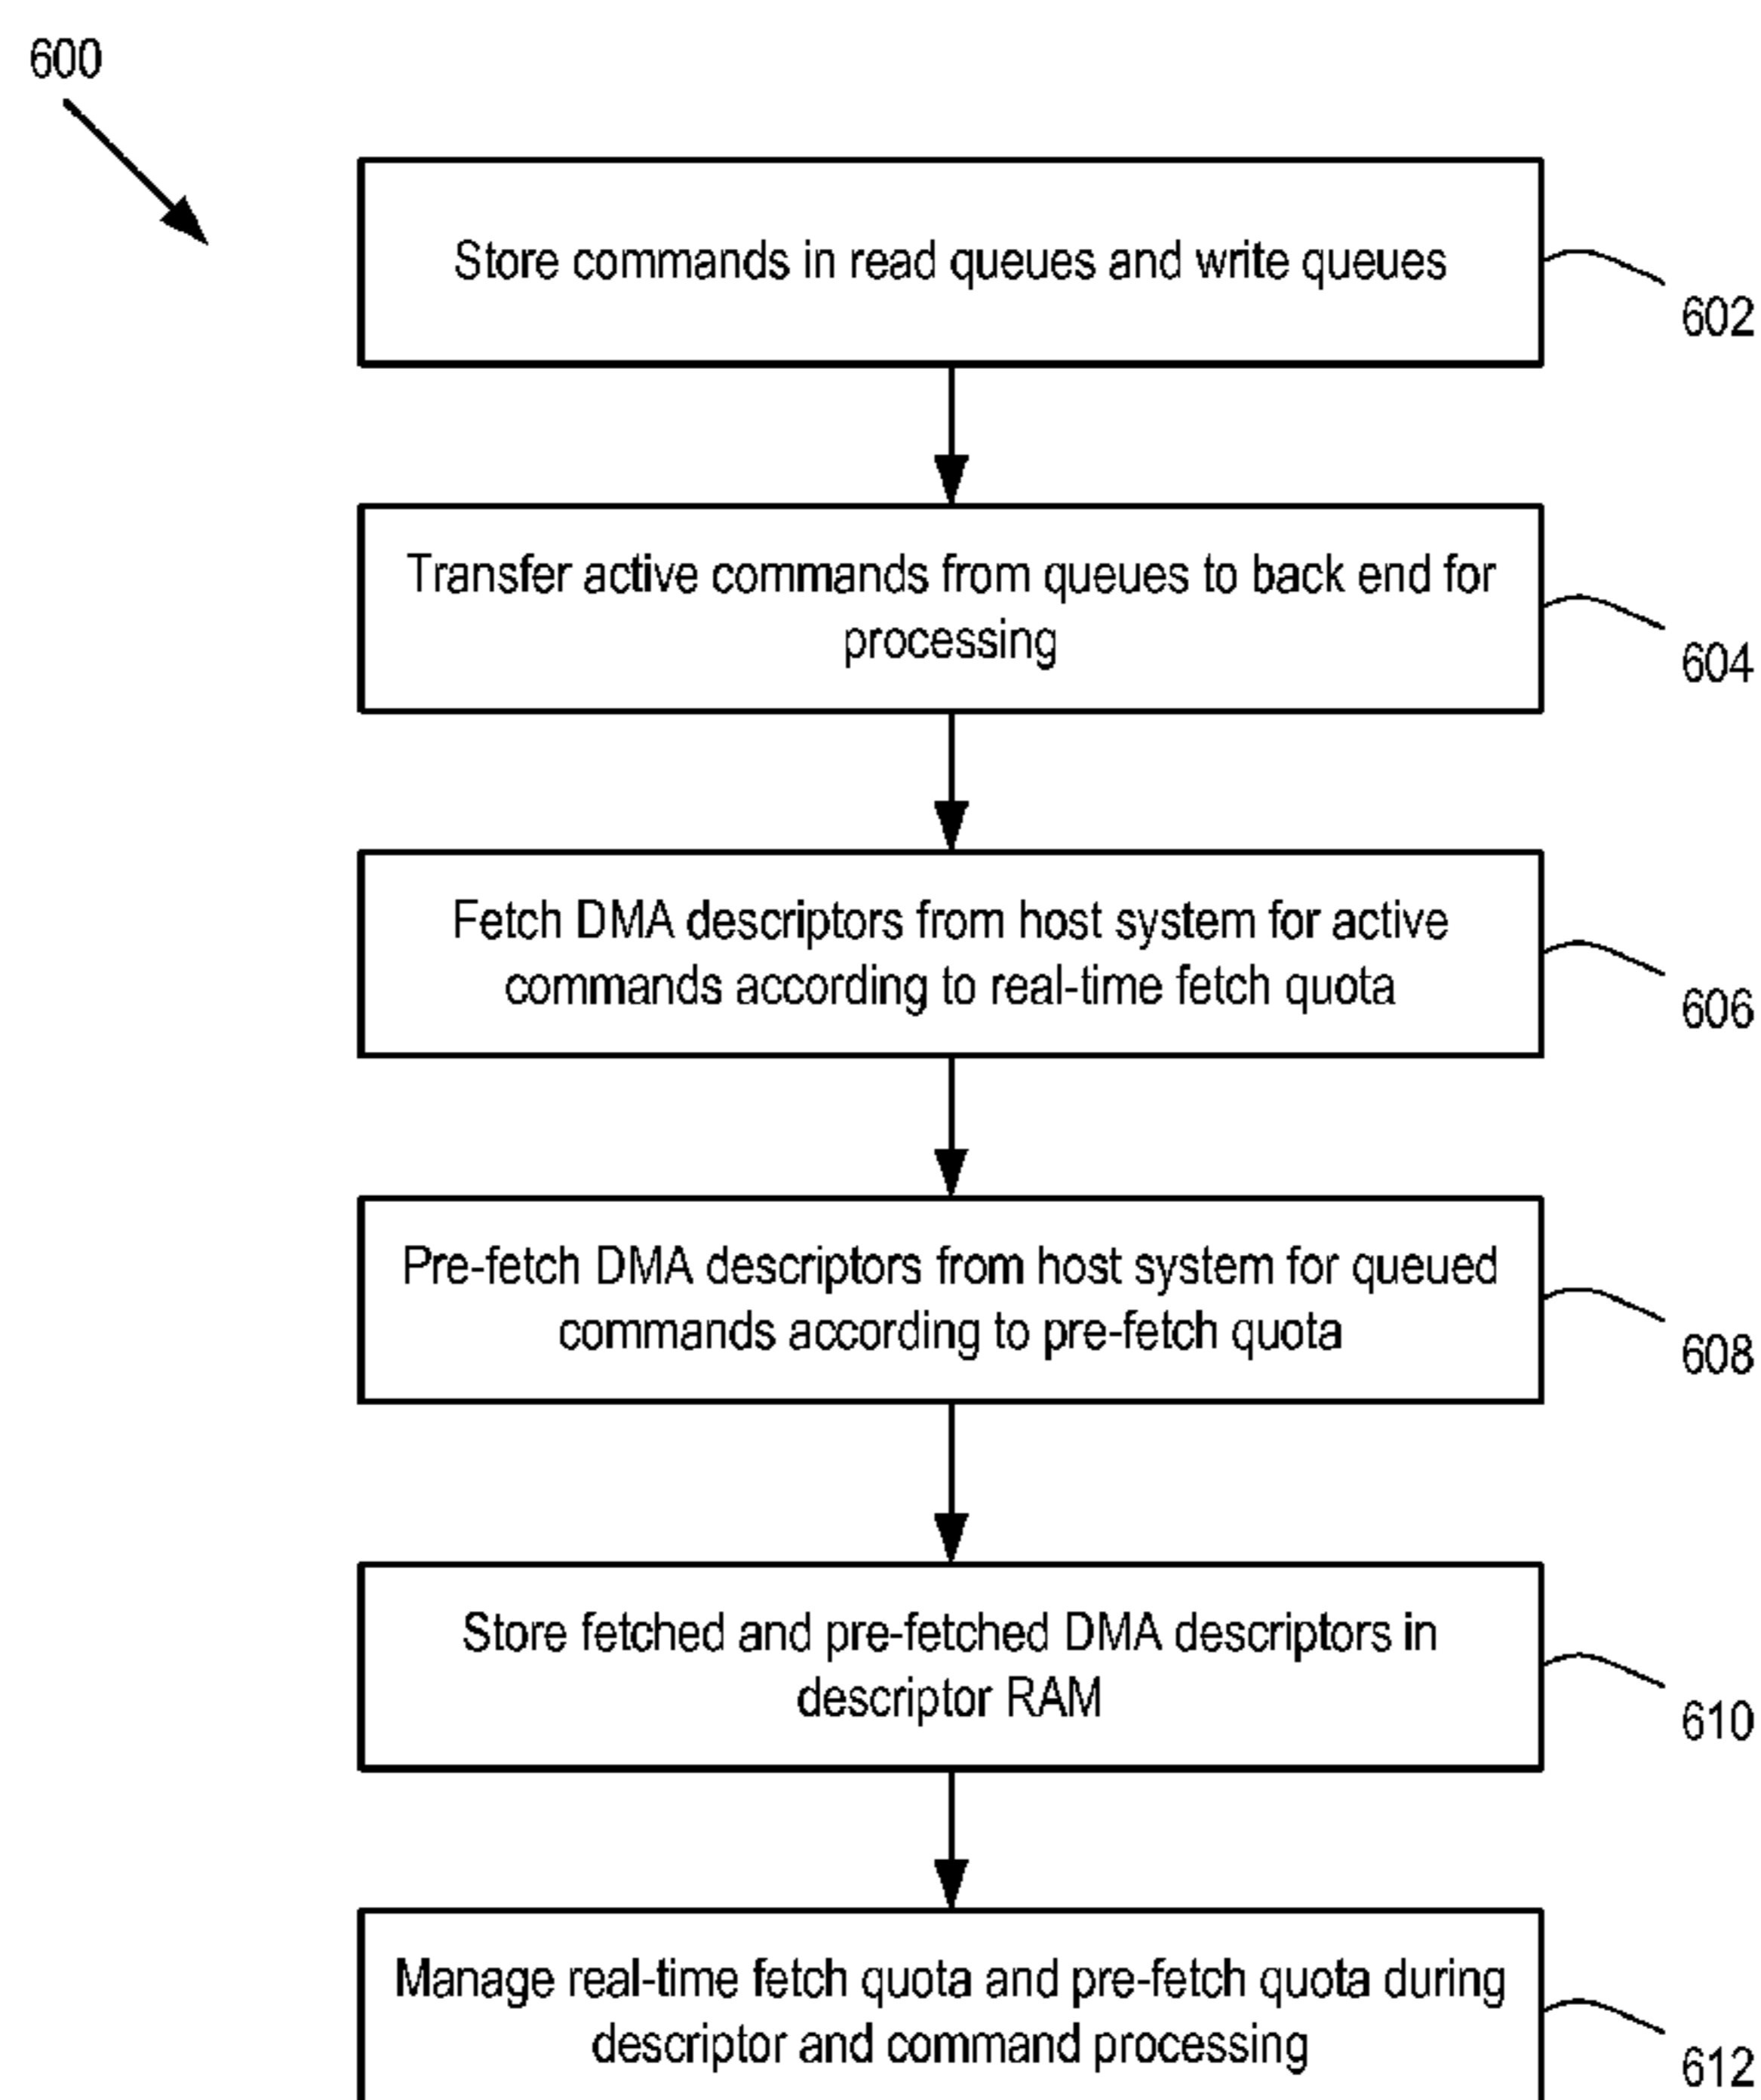 600
Store commands in read queues and write queues
602
Transfer active commands from queues to back end for
processing
604
Fetch DMA descriptors from host system for active
commands according to real-time fetch quota
606
Pre-fetch DMA descriptors from host system for queued
commands according to pre-fetch quota
608
Store fetched and pre-fetched DMA descriptors in
descriptor RAM
610
Manage real-time fetch quota and pre-fetch quota during
descriptor and command processing
612